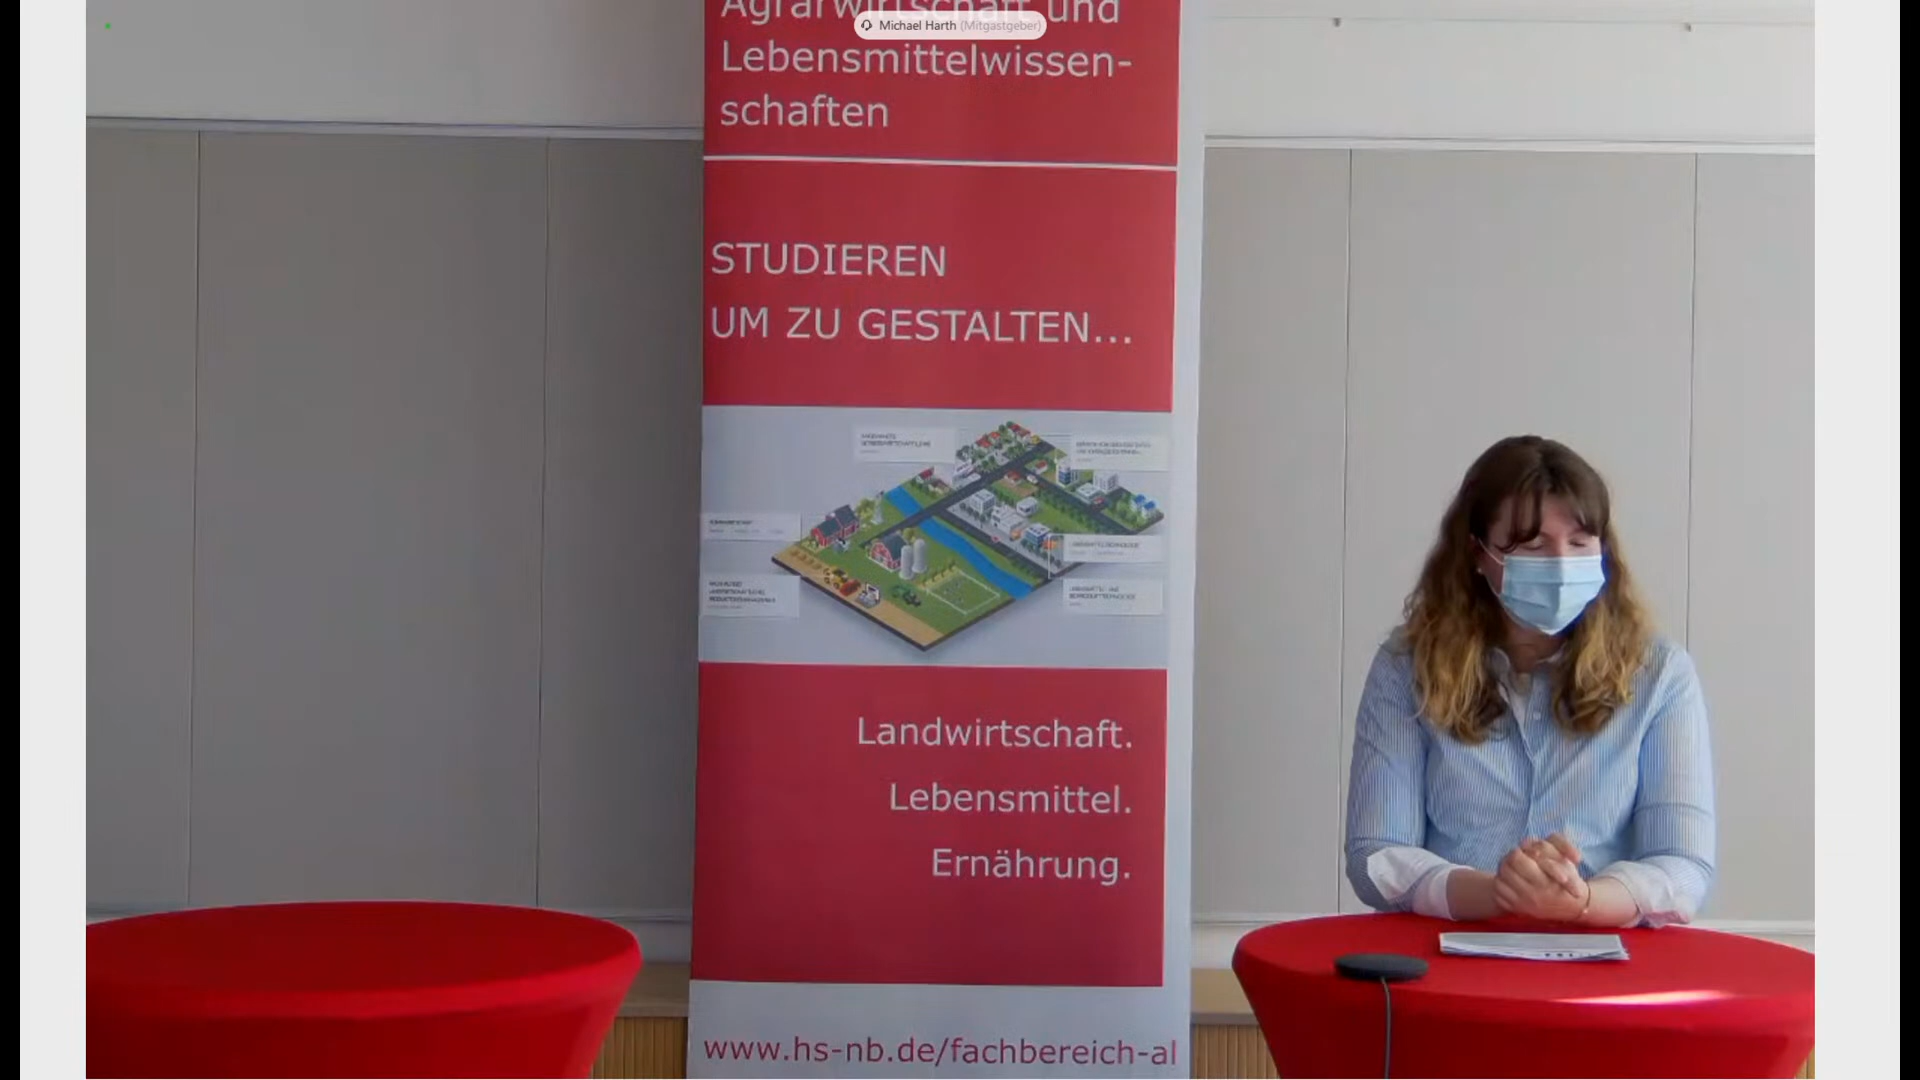 Agrarwirtschaft und
Michael Harth (Mitgastgeber)
Lebensmittelwissen-
schaften
STUDIEREN
UM ZU GESTALTEN...
Landwirtschaft.
Lebensmittel.
Ernährung.
www.hs-nb.de/fachbereich-al